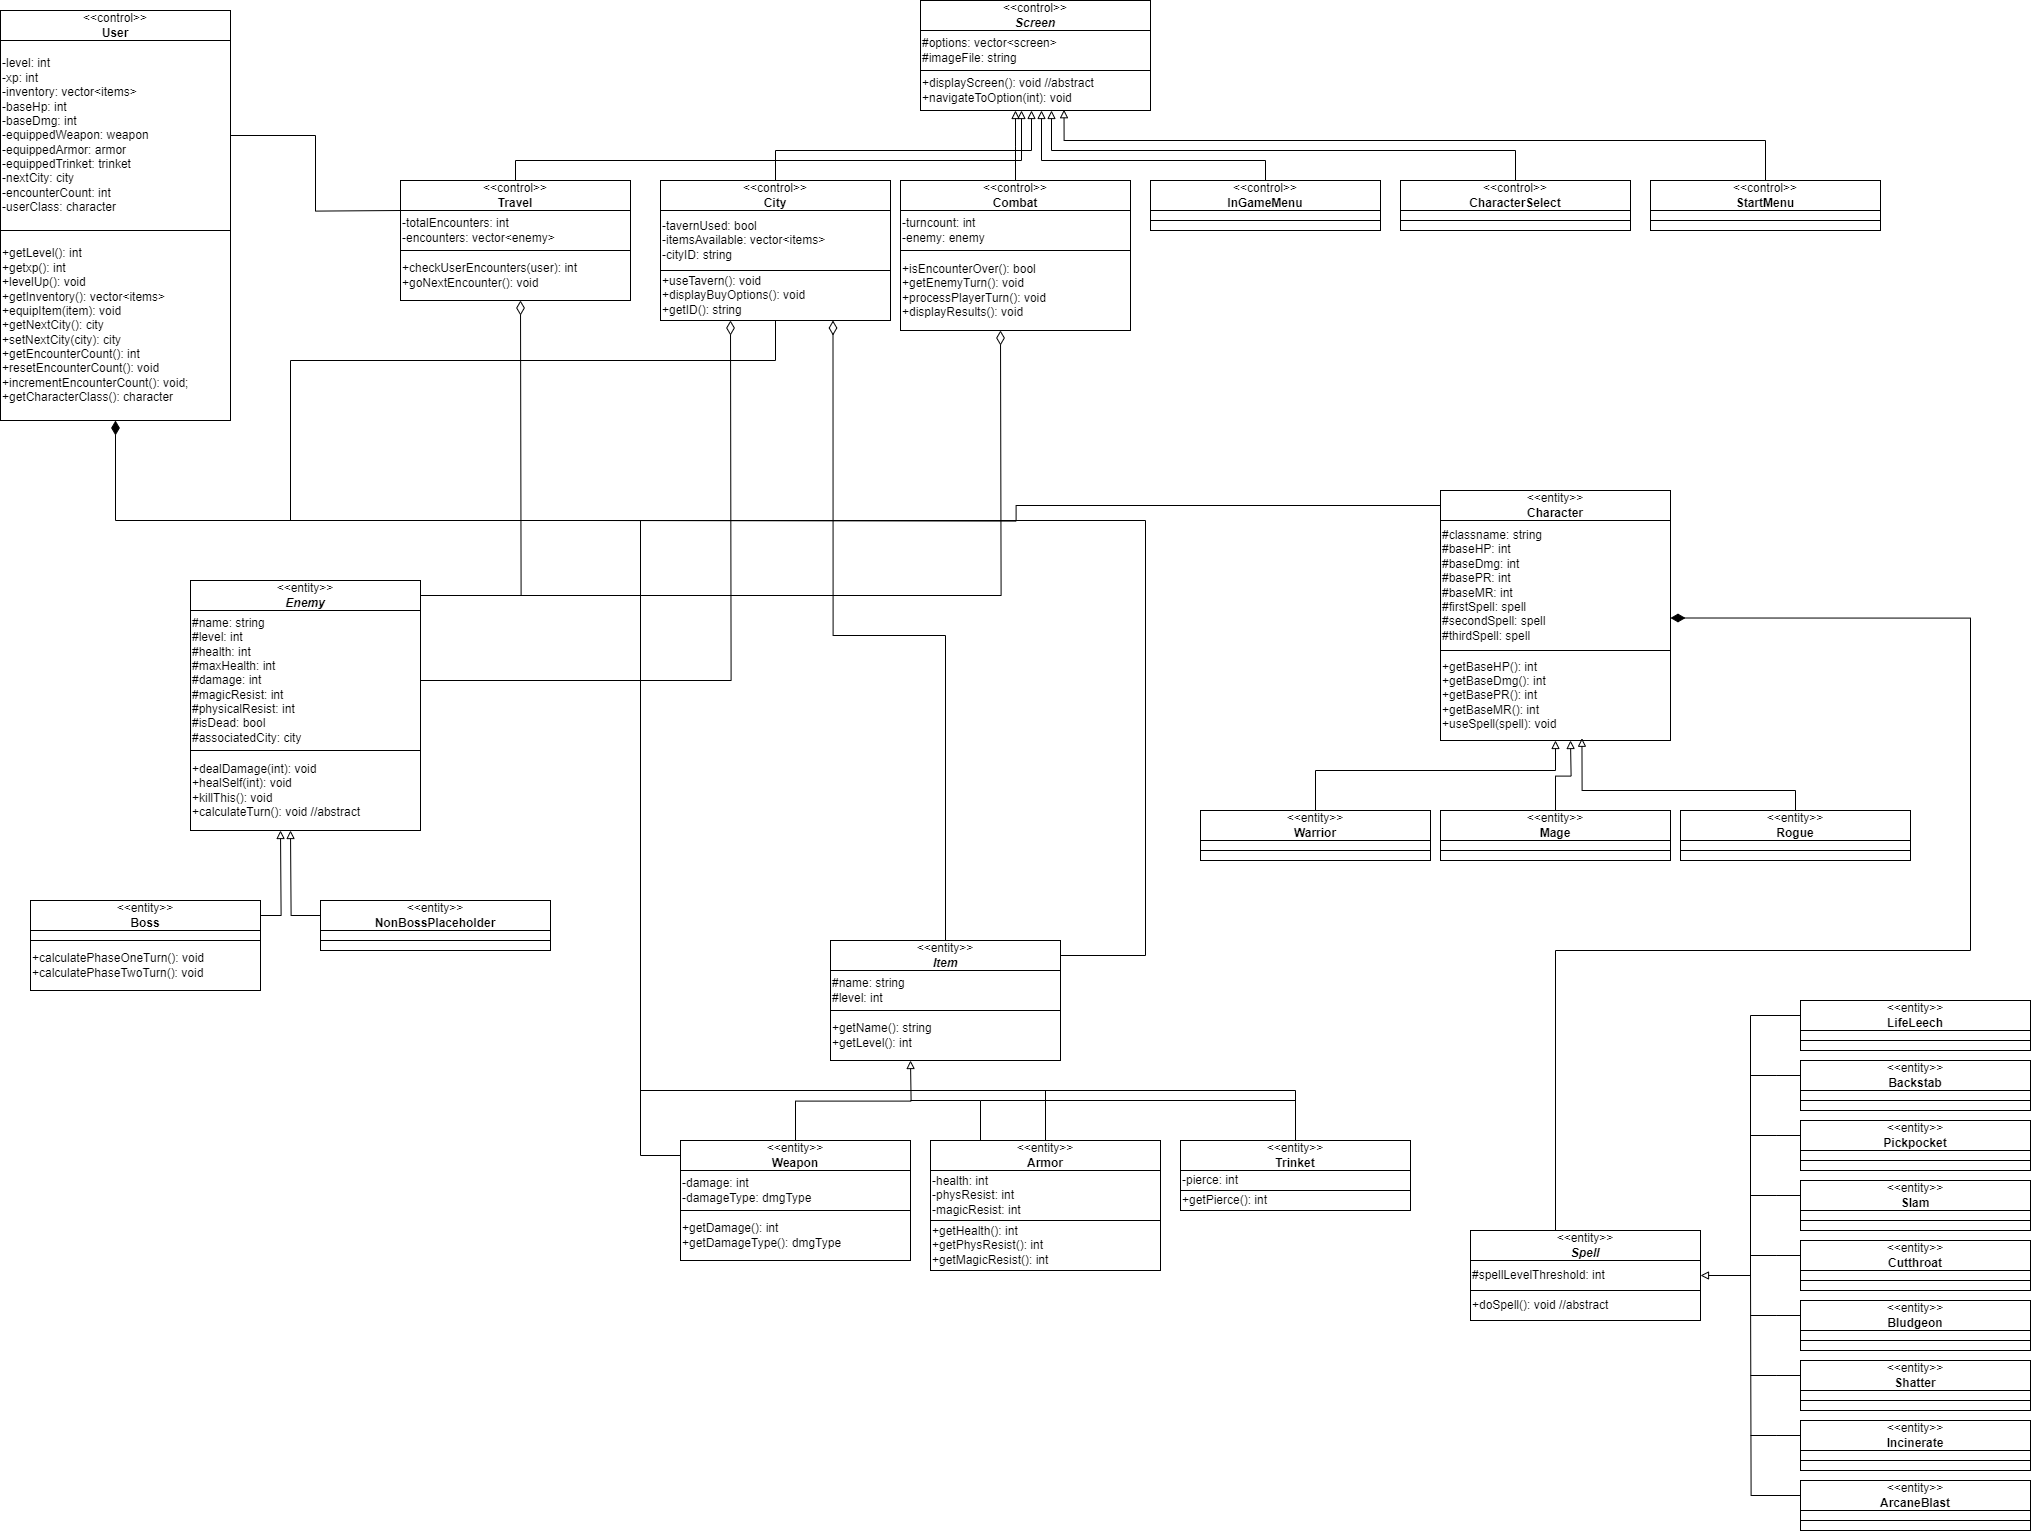 <<control>>
User
-level: int
-xp: int
-inventory: vector<items>
-baseHp: int
-baseDmg: int
-equippedWeapon: weapon
-equippedArmor: armor
-equippedTrinket: trinket
-nextCity: city
-encounterCount: int
-userClass: character
+getLevel(): int
+getxp(): int
+levelUp(): void
+getInventory(): vector<items>
+equipItem(item): void
+getNextCity(): city
+setNextCity(city): city
+getEncounterCount(): int
+resetEncounterCount(): void
+incrementEncounterCount(): void;
+getCharacterClass(): character
<<control>>
Screen
#options: vector<screen>
#imageFile: string
+displayScreen(): void //abstract
+navigateToOption(int): void
<<control>>
Travel
-totalEncounters: int
-encounters: vector<enemy>
+checkUserEncounters(user): int
+goNextEncounter(): void
<<control>>
City
-tavernUsed: bool
-itemsAvailable: vector<items>
-cityID: string
+useTavern(): void
+displayBuyOptions(): void
+getID(): string
<<control>>
Combat
-turncount: int
-enemy: enemy
+isEncounterOver(): bool
+getEnemyTurn(): void
+processPlayerTurn(): void
+displayResults(): void
<<control>>
InGameMenu
<<control>>
CharacterSelect
<<control>>
StartMenu
<<entity>>
Character
#classname: string
#baseHP: int
#baseDmg: int
#basePR: int
#baseMR: int
#firstSpell: spell
#secondSpell: spell
#thirdSpell: spell
+getBaseHP(): int
+getBaseDmg(): int
+getBasePR(): int
+getBaseMR(): int
+useSpell(spell): void
<<entity>>
Enemy
#name: string
#level: int
#health: int
#maxHealth: int
#damage: int
#magicResist: int
#physicalResist: int
#isDead: bool
#associatedCity: city
+dealDamage(int): void
+healSelf(int): void
+killThis(): void
+calculateTurn(): void //abstract
<<entity>>
Warrior
<<entity>>
Mage
<<entity>>
Rogue
<<entity>>
Boss
+calculatePhaseOneTurn(): void
+calculatePhaseTwoTurn(): void
<<entity>>
NonBossPlaceholder
<<entity>>
Item
#name: string
#level: int
+getName(): string
+getLevel(): int
<<entity>>
Weapon
-damage: int
-damageType: dmgType
+getDamage(): int
+getDamageType(): dmgType
<<entity>>
Armor
-health: int
-physResist: int
-magicResist: int
+getHealth(): int
+getPhysResist(): int
+getMagicResist(): int
<<entity>>
Trinket
-pierce: int
+getPierce(): int
<<entity>>
Spell
#spellLevelThreshold: int
+doSpell(): void //abstract
<<entity>>
LifeLeech
<<entity>>
Backstab
<<entity>>
Pickpocket
<<entity>>
Slam
<<entity>>
Cutthroat
<<entity>>
Bludgeon
<<entity>>
Shatter
<<entity>>
Incinerate
<<entity>>
ArcaneBlast